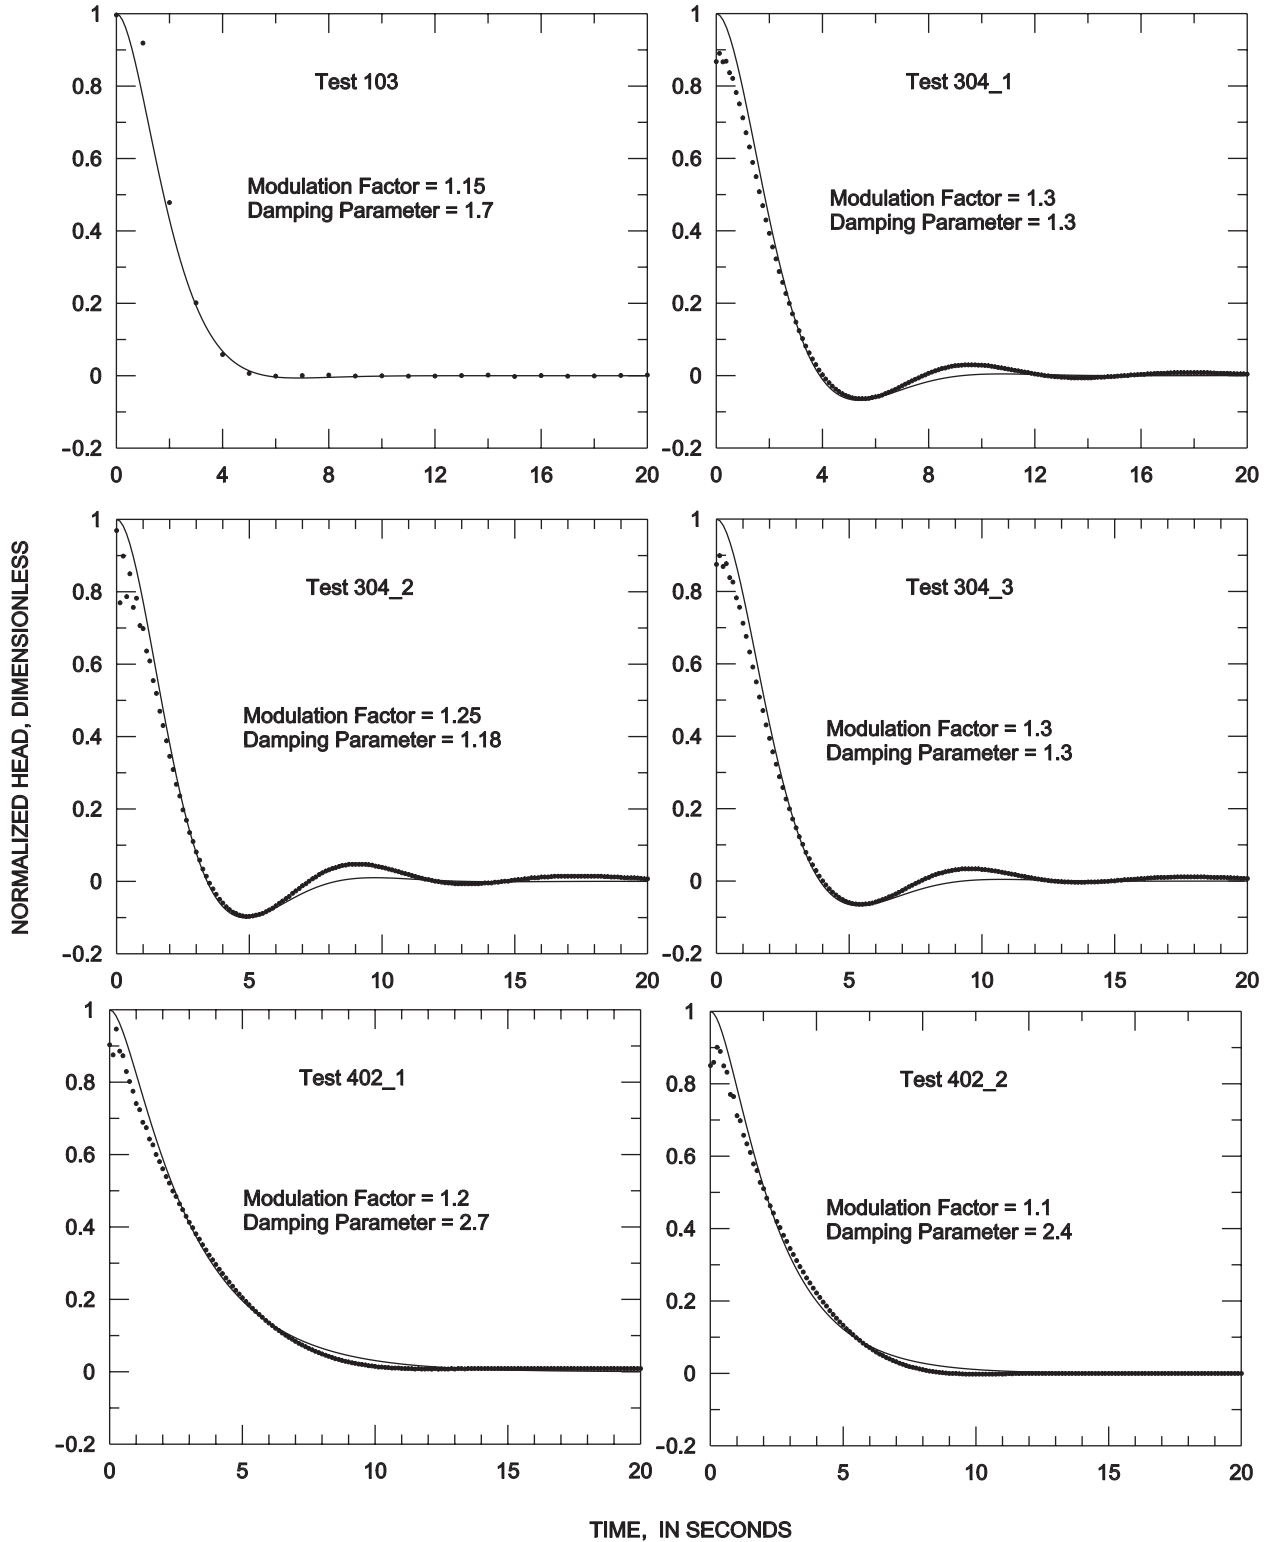 1
0.8
0.6
0.4
0.2
0
−0.2
Test 103
Modulation Factor = 1.15
Damping Parameter = 1.7
0 4 8 12 16 20
1
0.8
0.6
0.4
0.2
0
−0.2
Test 304_1
Modulation Factor = 1.3
Damping Parameter = 1.3
0 4 8 12 16 20
NORMALIZED HEAD, DIMENSIONLESS
1
0.8
0.6
0.4
0.2
0
−0.2
Test 304_2
Modulation Factor = 1.25
Damping Parameter = 1.18
0 5 10 15 20
1
0.8
0.6
0.4
0.2
0
−0.2
Test 304_3
Modulation Factor = 1.3
Damping Parameter = 1.3
0 5 10 15 20
1
0.8
0.6
0.4
0.2
0
−0.2
Test 402_1
Modulation Factor = 1.2
Damping Parameter = 2.7
0 5 10 15 20
1
0.8
0.6
0.4
0.2
0
−0.2
Test 402_2
Modulation Factor = 1.1
Damping Parameter = 2.4
0 5 10 15 20
TIME, IN SECONDS